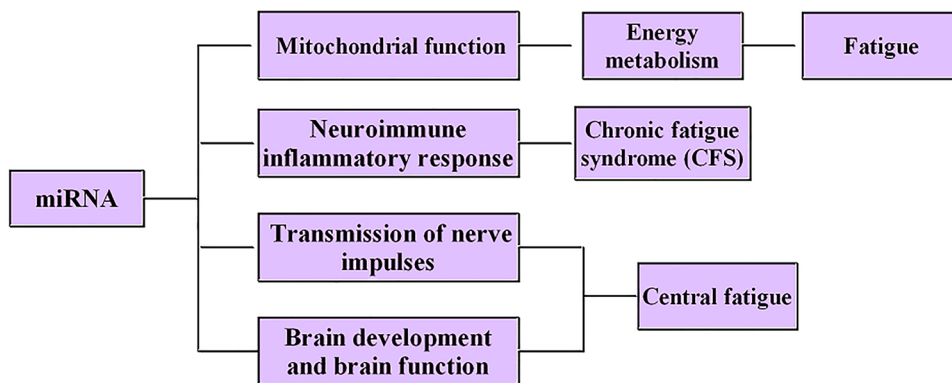 Mitochondrial function
Energy
metabolism
Fatigue
Neuroimmune
inflammatory response
Chronic fatigue
syndrome (CFS)
miRNA
Transmission of nerve
impulses
Central fatigue
Brain development
and brain function